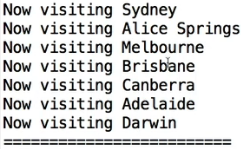 Now visiting Sydney
Now visiting Alice Springs
Now visiting Melbourne
Now visiting Brisbane
Now visiting Canberra
Now visiting Adelaide
Now visiting Darwin
=========================